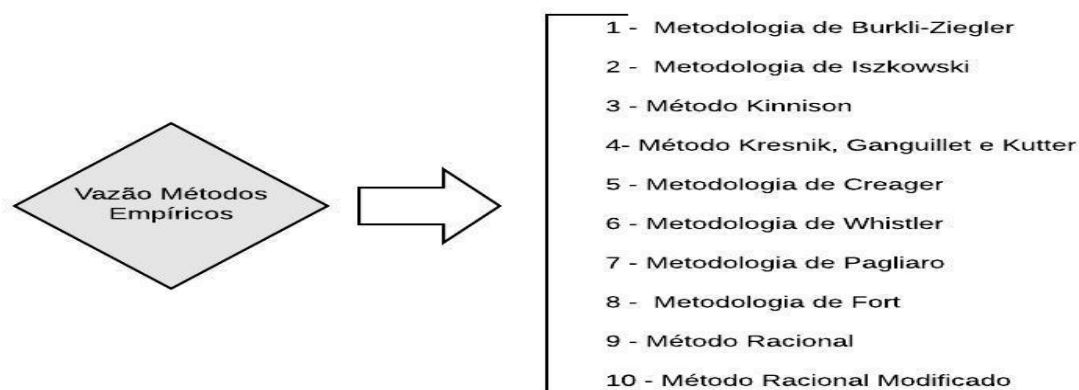 Vazão Métodos
Empíricos
1 - Metodologia de Burkli-Ziegler
2 - Metodologia de Iszkowski
3 - Método Kinnison
4- Método Kresnik, Ganguillet e Kutter
5 - Metodologia de Creager
6 - Metodologia de Whistler
7 - Metodologia de Pagliaro
8 - Metodologia de Fort
9 - Método Racional
10 - Método Racional Modificado